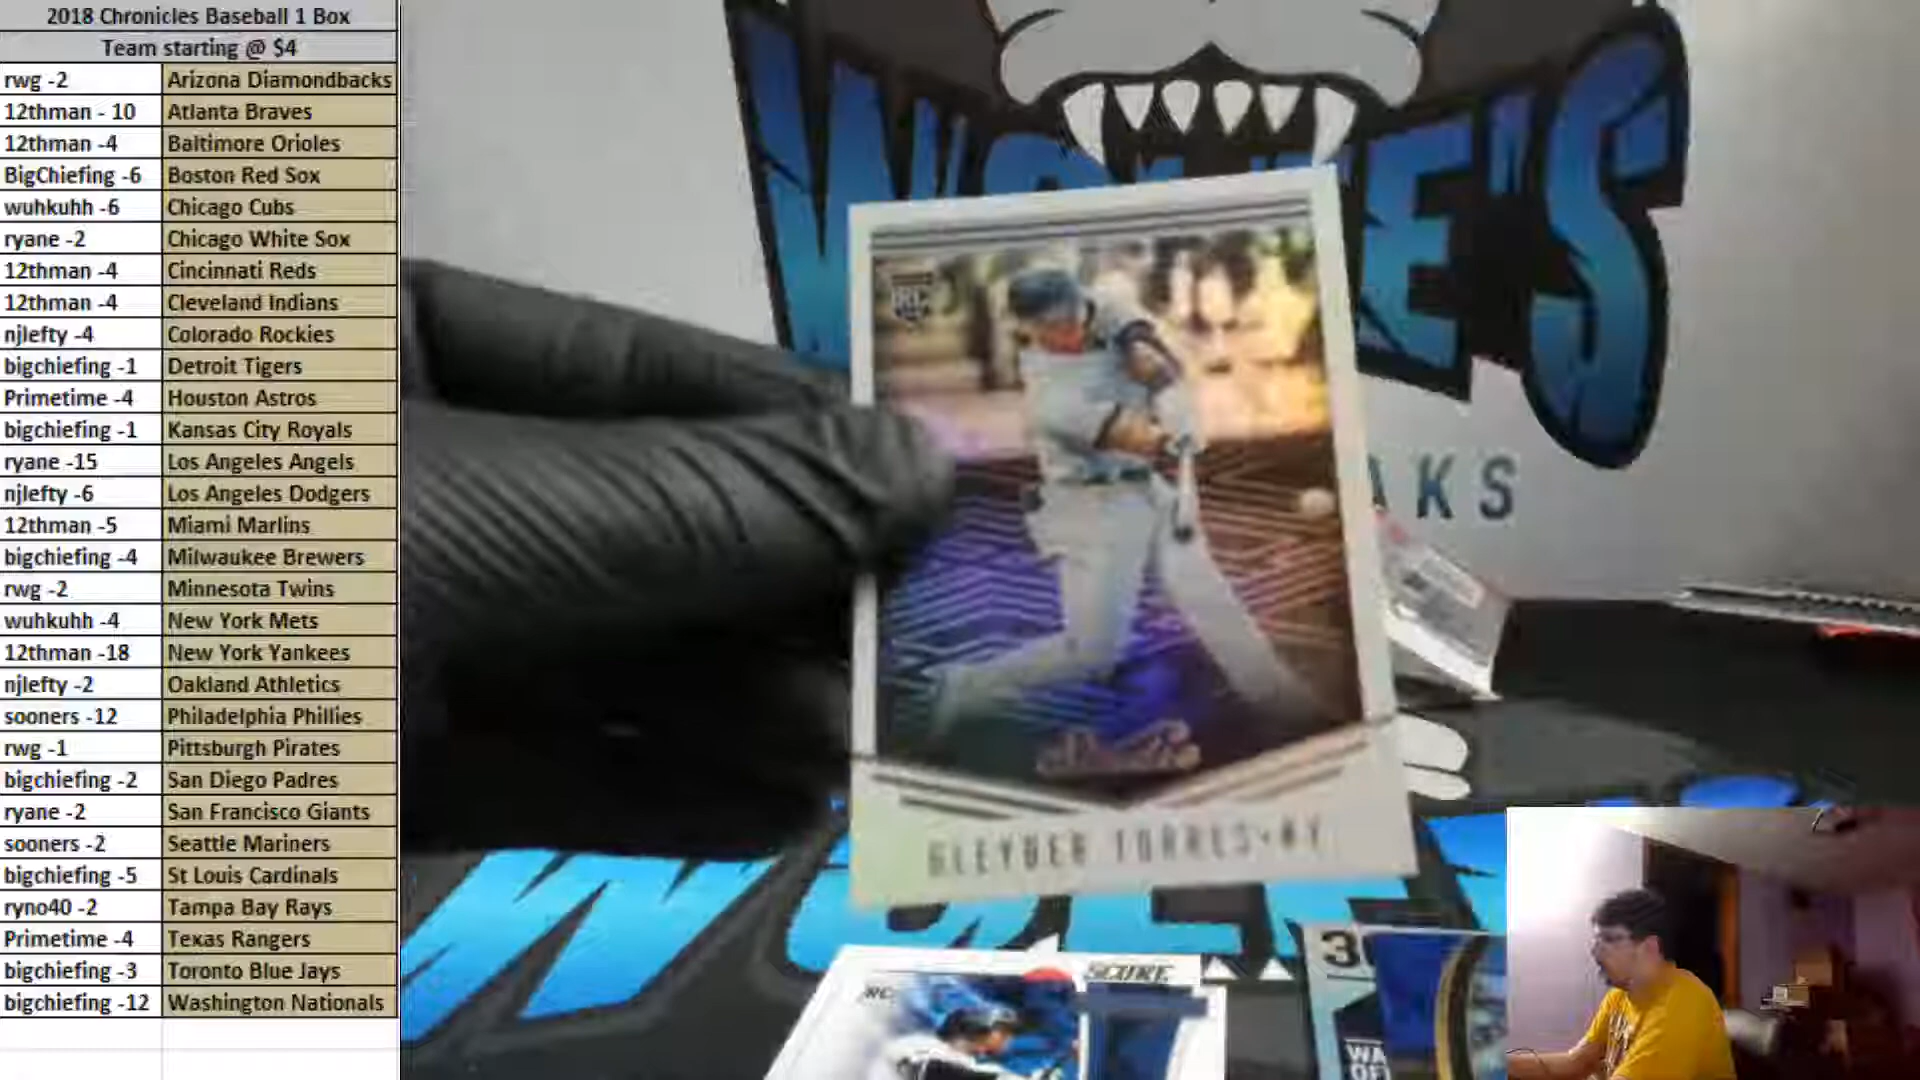 2018 Chronicles Baseball 1 Box
Team starting @ $4
rwg -2 Arizona Diamondbacks
12thman - 10 Atlanta Braves
12thman -4 Baltimore Orioles
BigChiefing -6 Boston Red Sox
wuhkuhh -6 Chicago Cubs
ryane -2 Chicago White Sox
12thman -4 Cincinnati Reds
12thman -4 Cleveland Indians
njlefty -4 Colorado Rockies
bigchiefing -1 Detroit Tigers
Primetime -4 Houston Astros
bigchiefing -1 Kansas City Royals
ryane -15 Los Angeles Angels
njlefty -6 Los Angeles Dodgers
12thman -5 Miami Marlins
bigchiefing -4 Milwaukee Brewers
rwg -2 Minnesota Twins
wuhkuhh -4 New York Mets
12thman -18 New York Yankees
njlefty -2 Oakland Athletics
sooners -12 Philadelphia Phillies
rwg -1 Pittsburgh Pirates
bigchiefing -2 San Diego Padres
ryane -2 San Francisco Giants
sooners -2 Seattle Mariners
bigchiefing -5 St Louis Cardinals
ryno40 -2 Tampa Bay Rays
Primetime -4 Texas Rangers
bigchiefing -3 Toronto Blue Jays
bigchiefing -12 Washington Nationals
AKS
RC
GLEYBER TORRES•NY
RC
SCORE